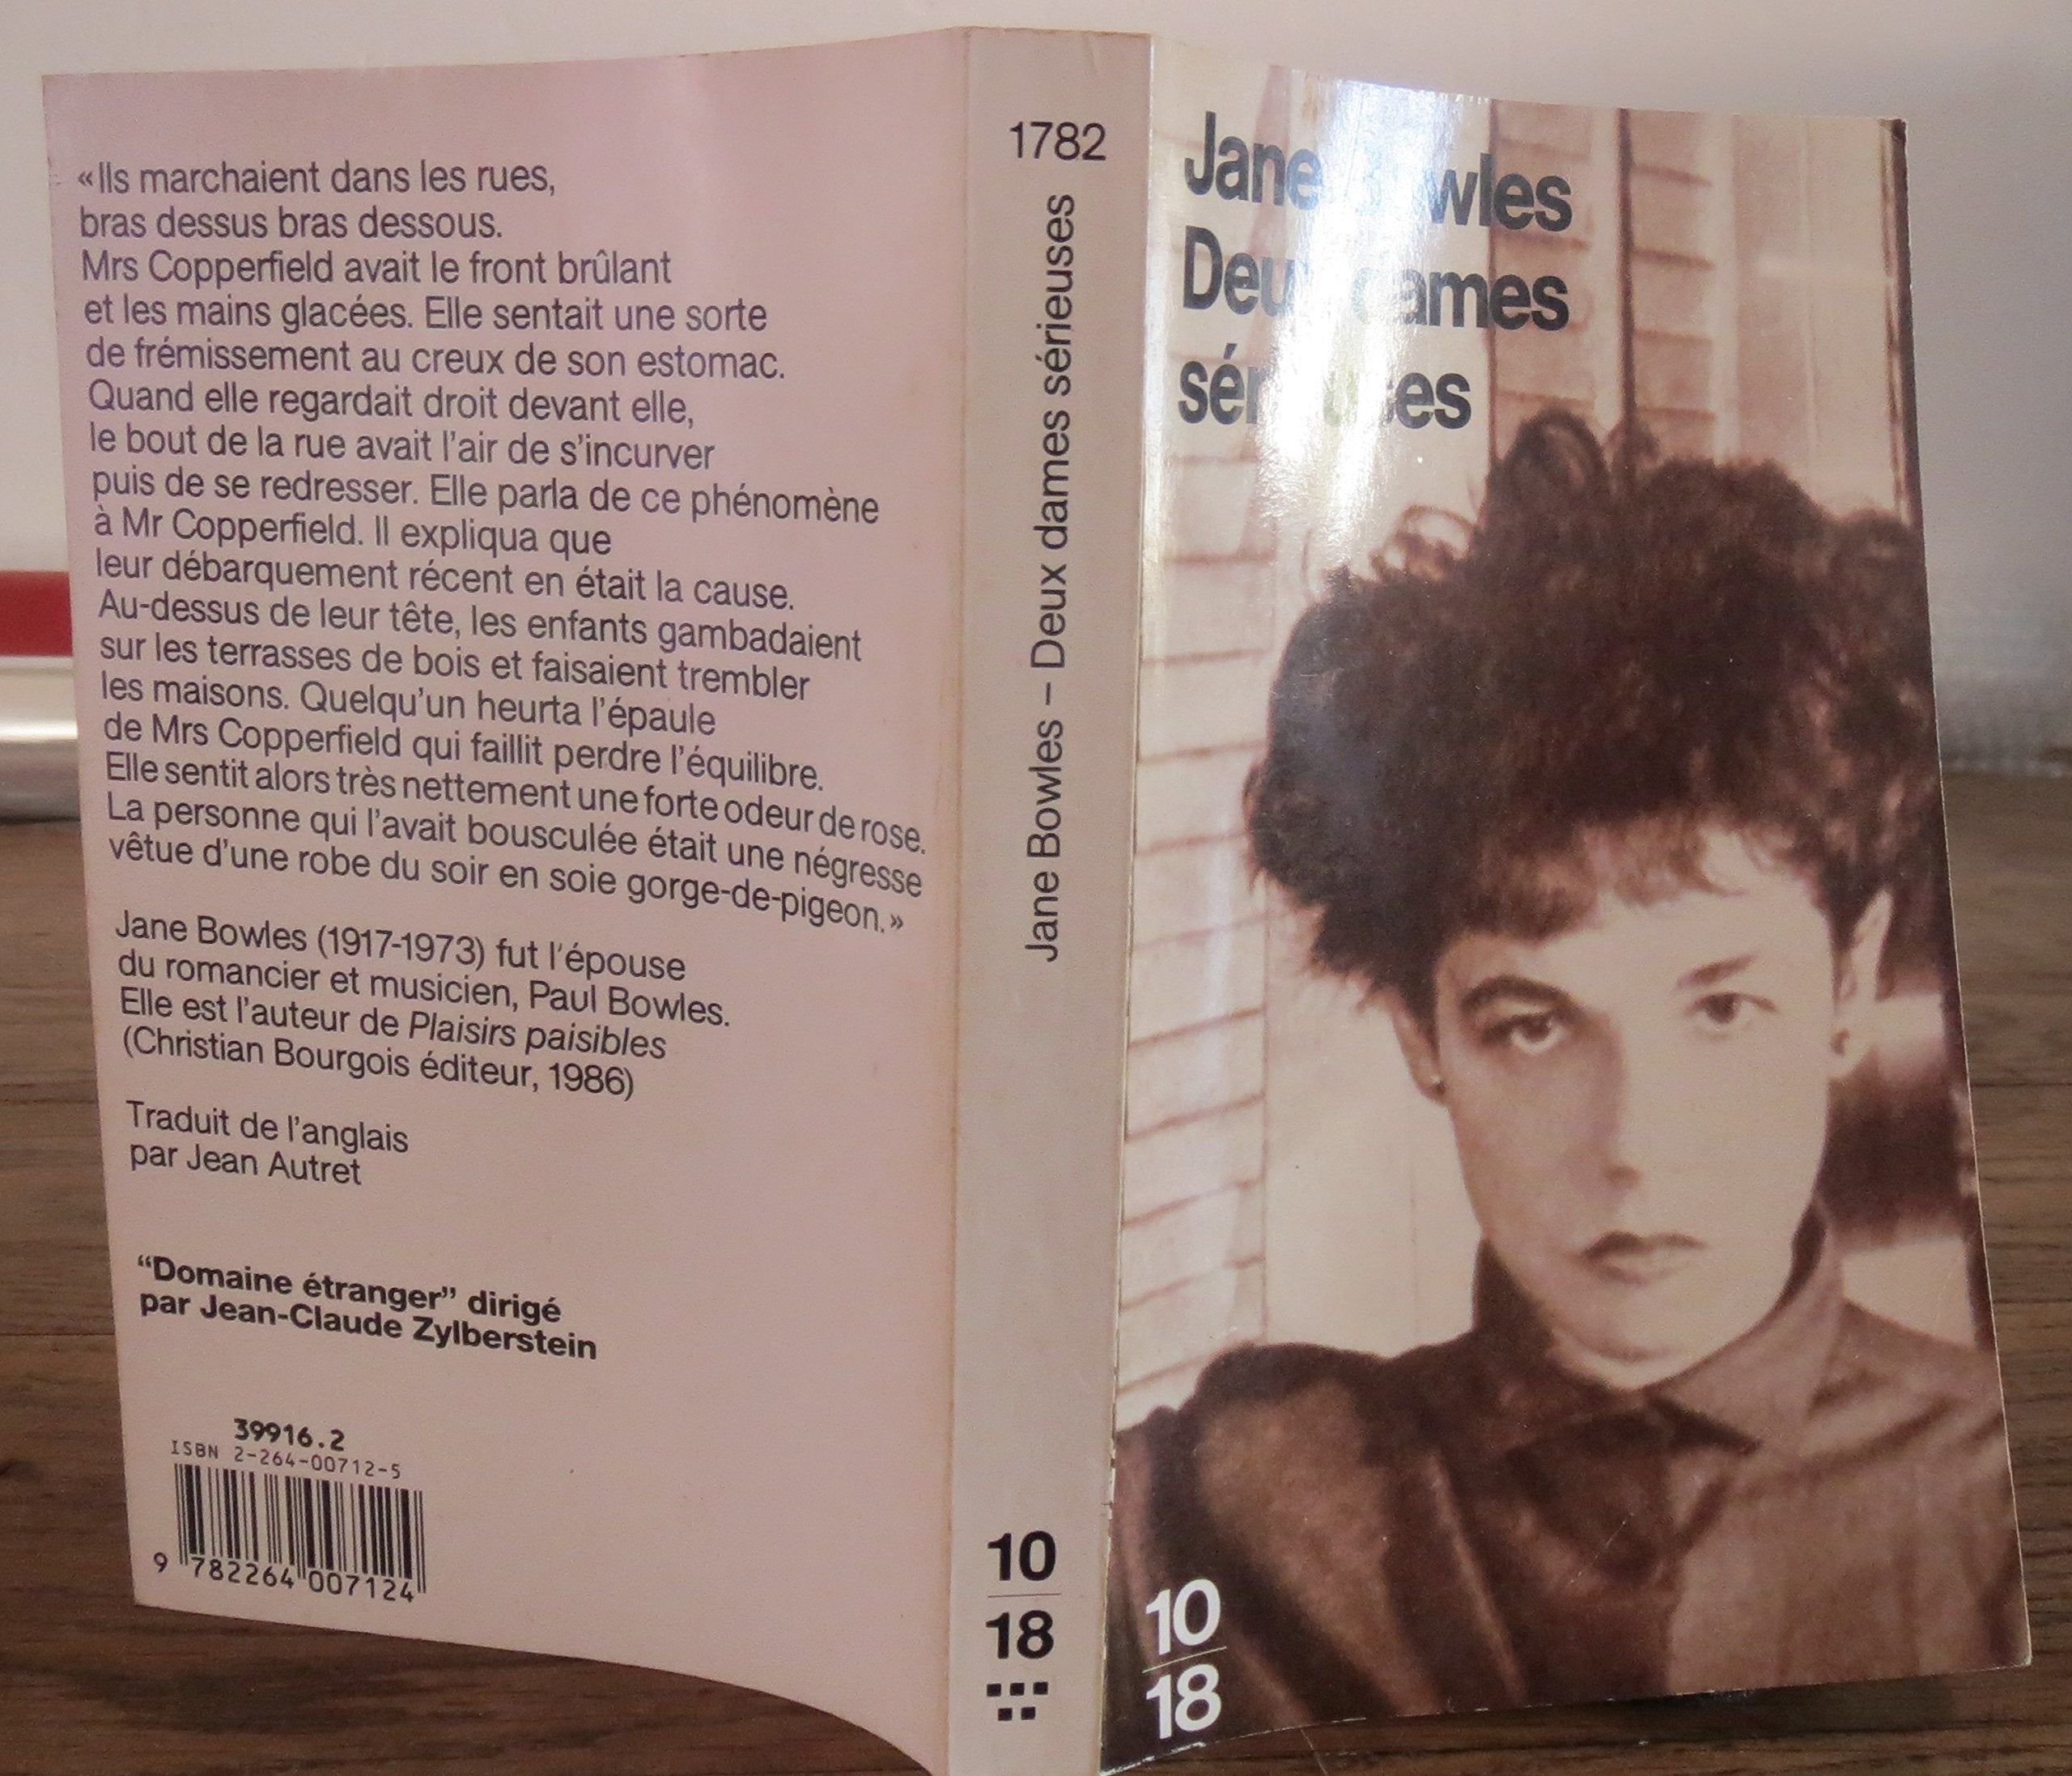 «Ils marchaient dans les rues,
bras dessus bras dessous.
Mrs Copperfield avait le front brûlant
et les mains glacées. Elle sentait une sorte
de frémissement au creux de son estomac.
Quand elle regardait droit devant elle,
le bout de la rue avait l'air de s'incurver
puis de se redresser. Elle parla de ce phénomène
à Mr Copperfield. Il expliqua que
leur débarquement récent en était la cause.
Au-dessus de leur tête, les enfants gambadaient
sur les terrasses de bois et faisaient trembler
les maisons. Quelqu'un heurta l'épaule
de Mrs Copperfield qui faillit perdre l'équilibre.
Elle sentit alors très nettement une forte odeur de rose.
La personne qui l'avait bousculée était une négresse
vêtue d'une robe du soir en soie gorge-de-pigeon.»
Jane Bowles (1917-1973) fut l'épouse
du romancier et musicien, Paul Bowles.
Elle est l'auteur de Plaisirs paisibles
(Christian Bourgois éditeur, 1986)
Traduit de l'anglais
par Jean Autret
“Domaine étranger” dirigé
par Jean-Claude Zylberstein
39916.2
ISBN 2-264-00712-5
9 782264 007124
1782
Jane Bowles – Deux dames sérieuses
10
18
Jane Bowles
Deux dames
sérieuses
10
18